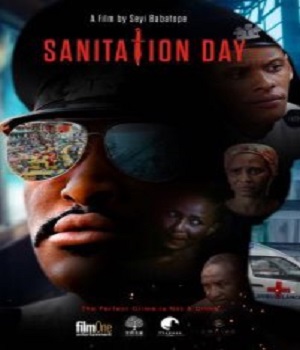 A Film by Seyi Babatope
SANITATION DAY
The Perfect Crime is Not a Crime
filmOne